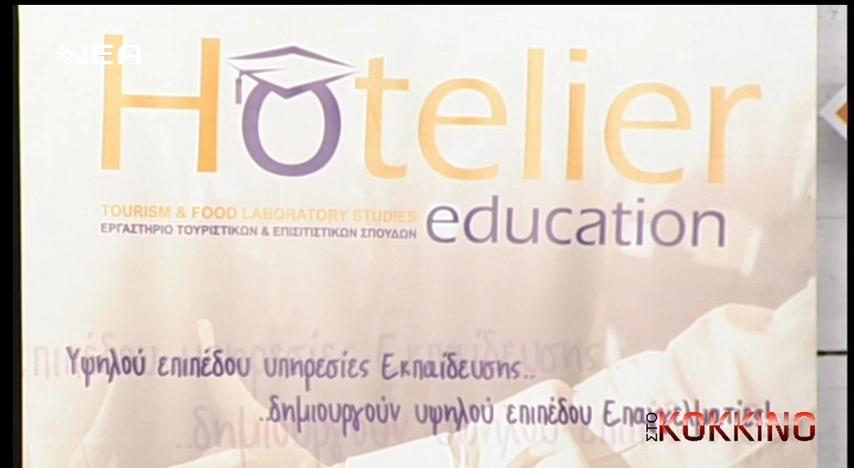 NEA
Hotelier
education
TOURISM & FOOD LABORATORY STUDIES
ΕΡΓΑΣΤΗΡΙΟ ΤΟΥΡΙΣΤΙΚΩΝ & ΕΠΙΣΙΤΙΣΤΙΚΩΝ ΣΠΟΥΔΩΝ
Υψηλού επιπέδου υπηρεσίες Εκπαίδευσης..
..δημιουργούν υψηλού επιπέδου
ΣΤΟ ΚΟΚΚΙΝΟ